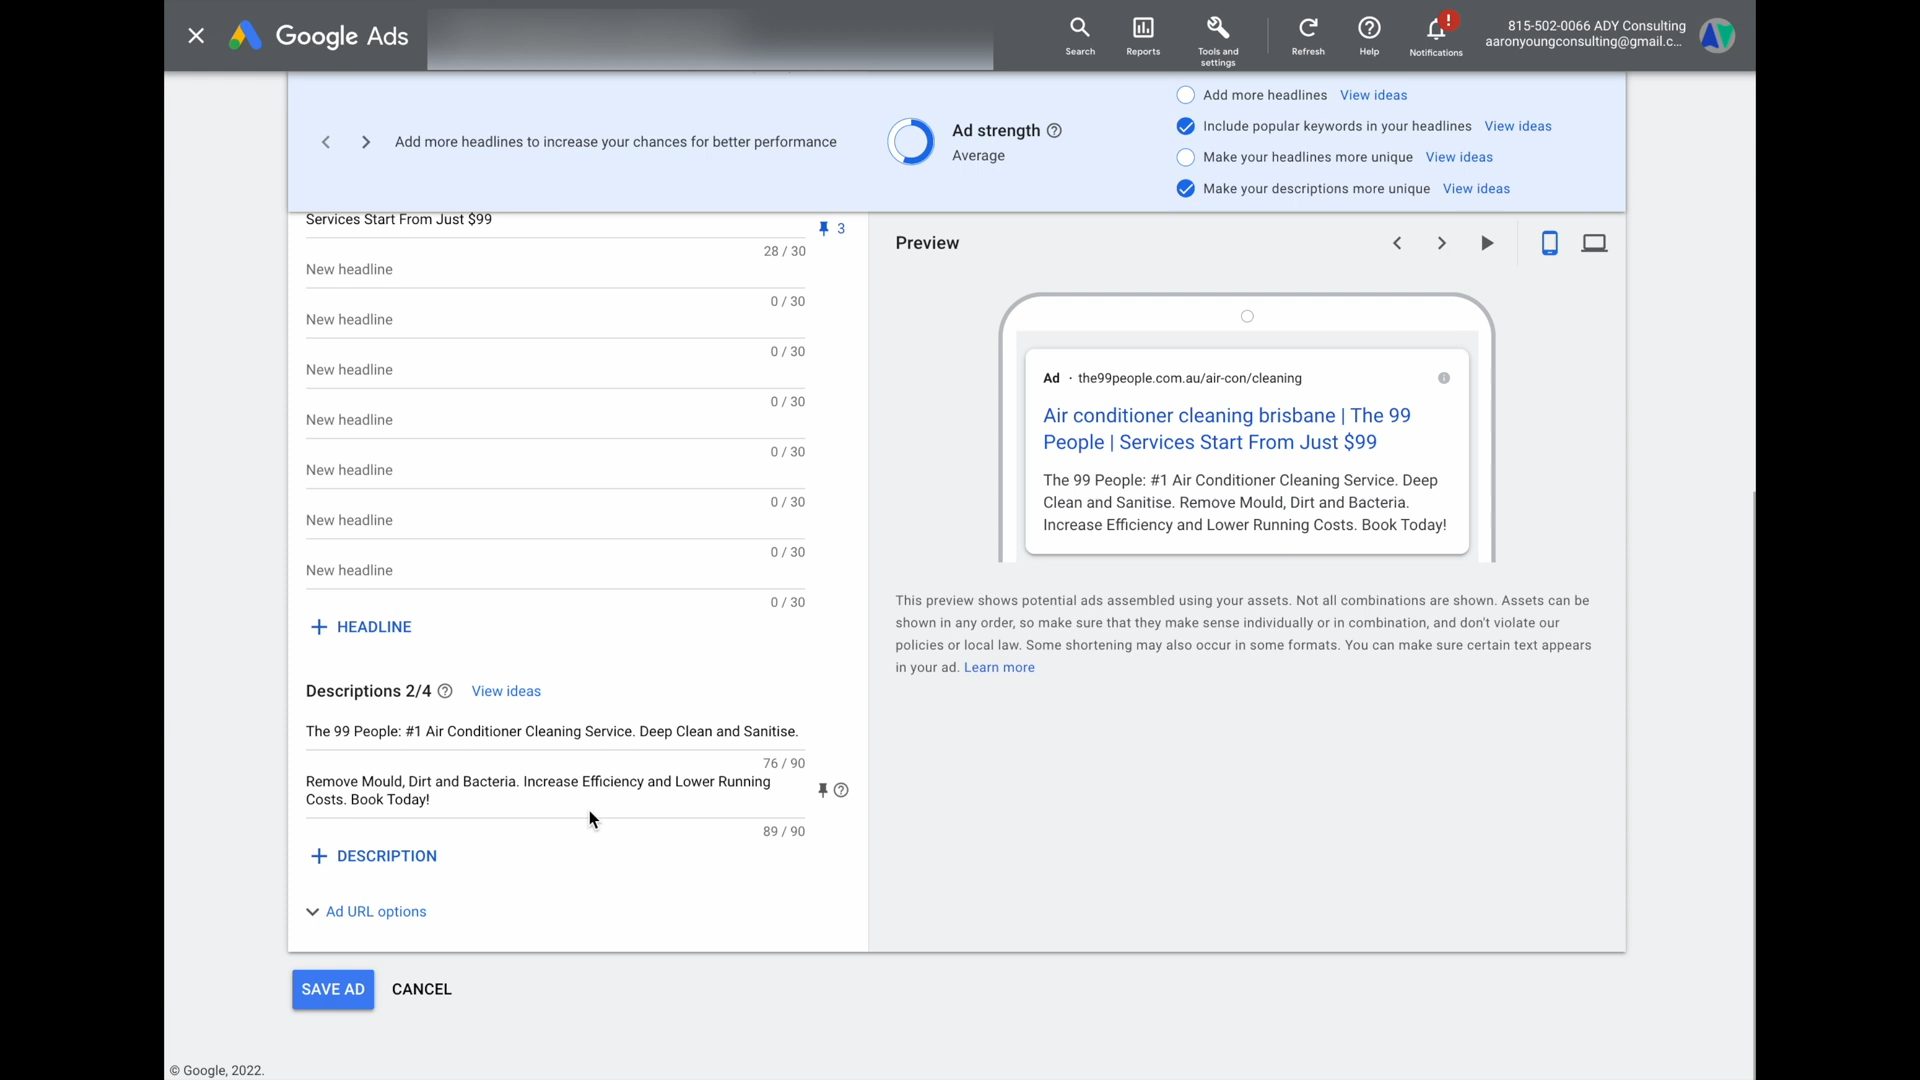 Google Ads
Search
Reports
Tools and
settings
Refresh
Help
!
Notifications
815-502-0066 ADY Consulting
aaronyoungconsulting@gmail.c...
Add more headlines to increase your chances for better performance
Ad strength
Average
Add more headlines View ideas
Include popular keywords in your headlines View ideas
Make your headlines more unique View ideas
Make your descriptions more unique View ideas
Services Start From Just $99
3
28 / 30
New headline
0 / 30
New headline
0 / 30
New headline
0 / 30
New headline
0 / 30
New headline
0 / 30
New headline
0 / 30
New headline
0 / 30
+ HEADLINE
Descriptions 2/4 View ideas
The 99 People: #1 Air Conditioner Cleaning Service. Deep Clean and Sanitise.
76 / 90
Remove Mould, Dirt and Bacteria. Increase Efficiency and Lower Running
Costs. Book Today!
89 / 90
+ DESCRIPTION
Ad URL options
SAVE AD CANCEL
Preview
Ad · the99people.com.au/air-con/cleaning
Air conditioner cleaning brisbane | The 99
People | Services Start From Just $99
The 99 People: #1 Air Conditioner Cleaning Service. Deep
Clean and Sanitise. Remove Mould, Dirt and Bacteria.
Increase Efficiency and Lower Running Costs. Book Today!
This preview shows potential ads assembled using your assets. Not all combinations are shown. Assets can be
shown in any order, so make sure that they make sense individually or in combination, and don't violate our
policies or local law. Some shortening may also occur in some formats. You can make sure certain text appears
in your ad. Learn more
© Google, 2022.